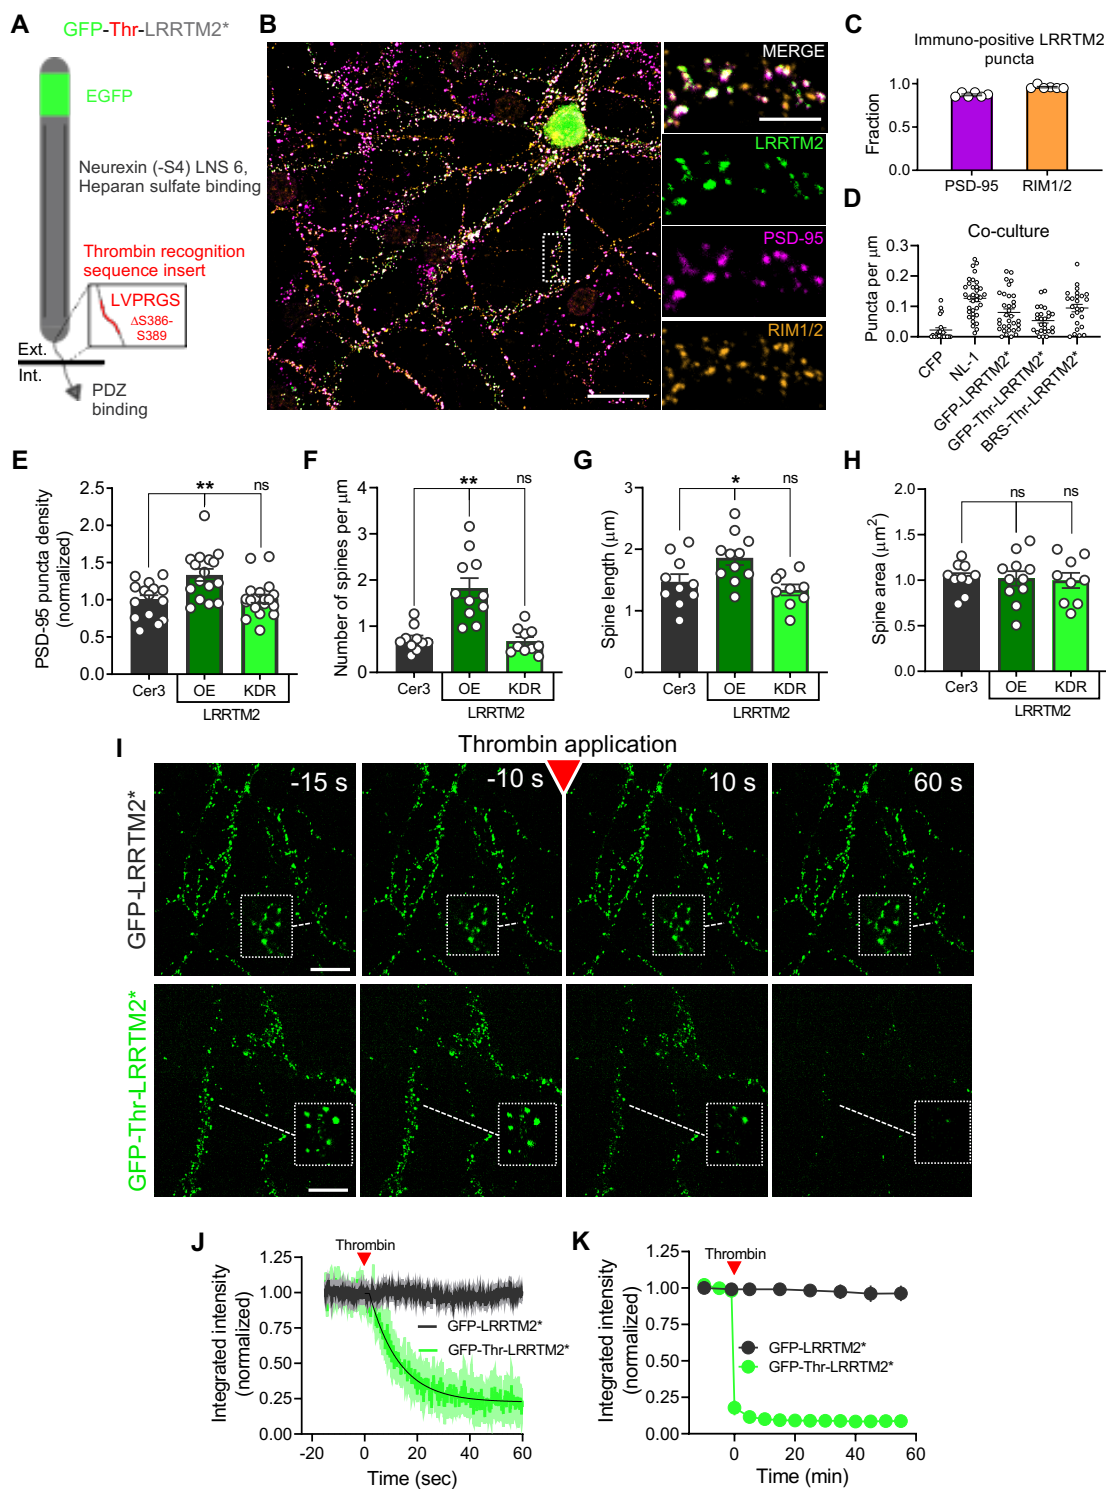 A
GFP-Thr-LRRTM2*
EGFP
Neurexin (-S4) LNS 6,
Heparan sulfate binding
Thrombin recognition
sequence insert
LVPRGS
ΔS386-
S389
Ext.
Int.
PDZ
binding
B
MERGE
LRRTM2
PSD-95
RIM1/2
C
Immuno-positive LRRTM2
puncta
Fraction
1.0
0.5
0.0
PSD-95
RIM1/2
D
Co-culture
Puncta per μm
0.3
0.2
0.1
0.0
CFP
NL-1
GFP-LRRTM2*
GFP-Thr-LRRTM2*
BRS-Thr-LRRTM2*
E
PSD-95 puncta density
(normalized)
2.5
2.0
1.5
1.0
0.5
0.0
**
ns
Cer3
OE
KDR
LRRTM2
F
Number of spines per μm
4
3
2
1
0
**
ns
Cer3
OE
KDR
LRRTM2
G
Spine length (μm)
3
2
1
0
*
ns
Cer3
OE
KDR
LRRTM2
H
Spine area (μm²)
2.0
1.5
1.0
0.5
0.0
ns
ns
Cer3
OE
KDR
LRRTM2
I
Thrombin application
-15 s
-10 s
10 s
60 s
GFP-LRRTM2*
GFP-Thr-LRRTM2*
J
Thrombin
Integrated intensity
(normalized)
1.25
1.00
0.75
0.50
0.25
0.00
GFP-LRRTM2*
GFP-Thr-LRRTM2*
-20
0
20
40
60
Time (sec)
K
Thrombin
Integrated intensity
(normalized)
1.25
1.00
0.75
0.50
0.25
0.00
GFP-LRRTM2*
GFP-Thr-LRRTM2*
0
20
40
60
Time (min)